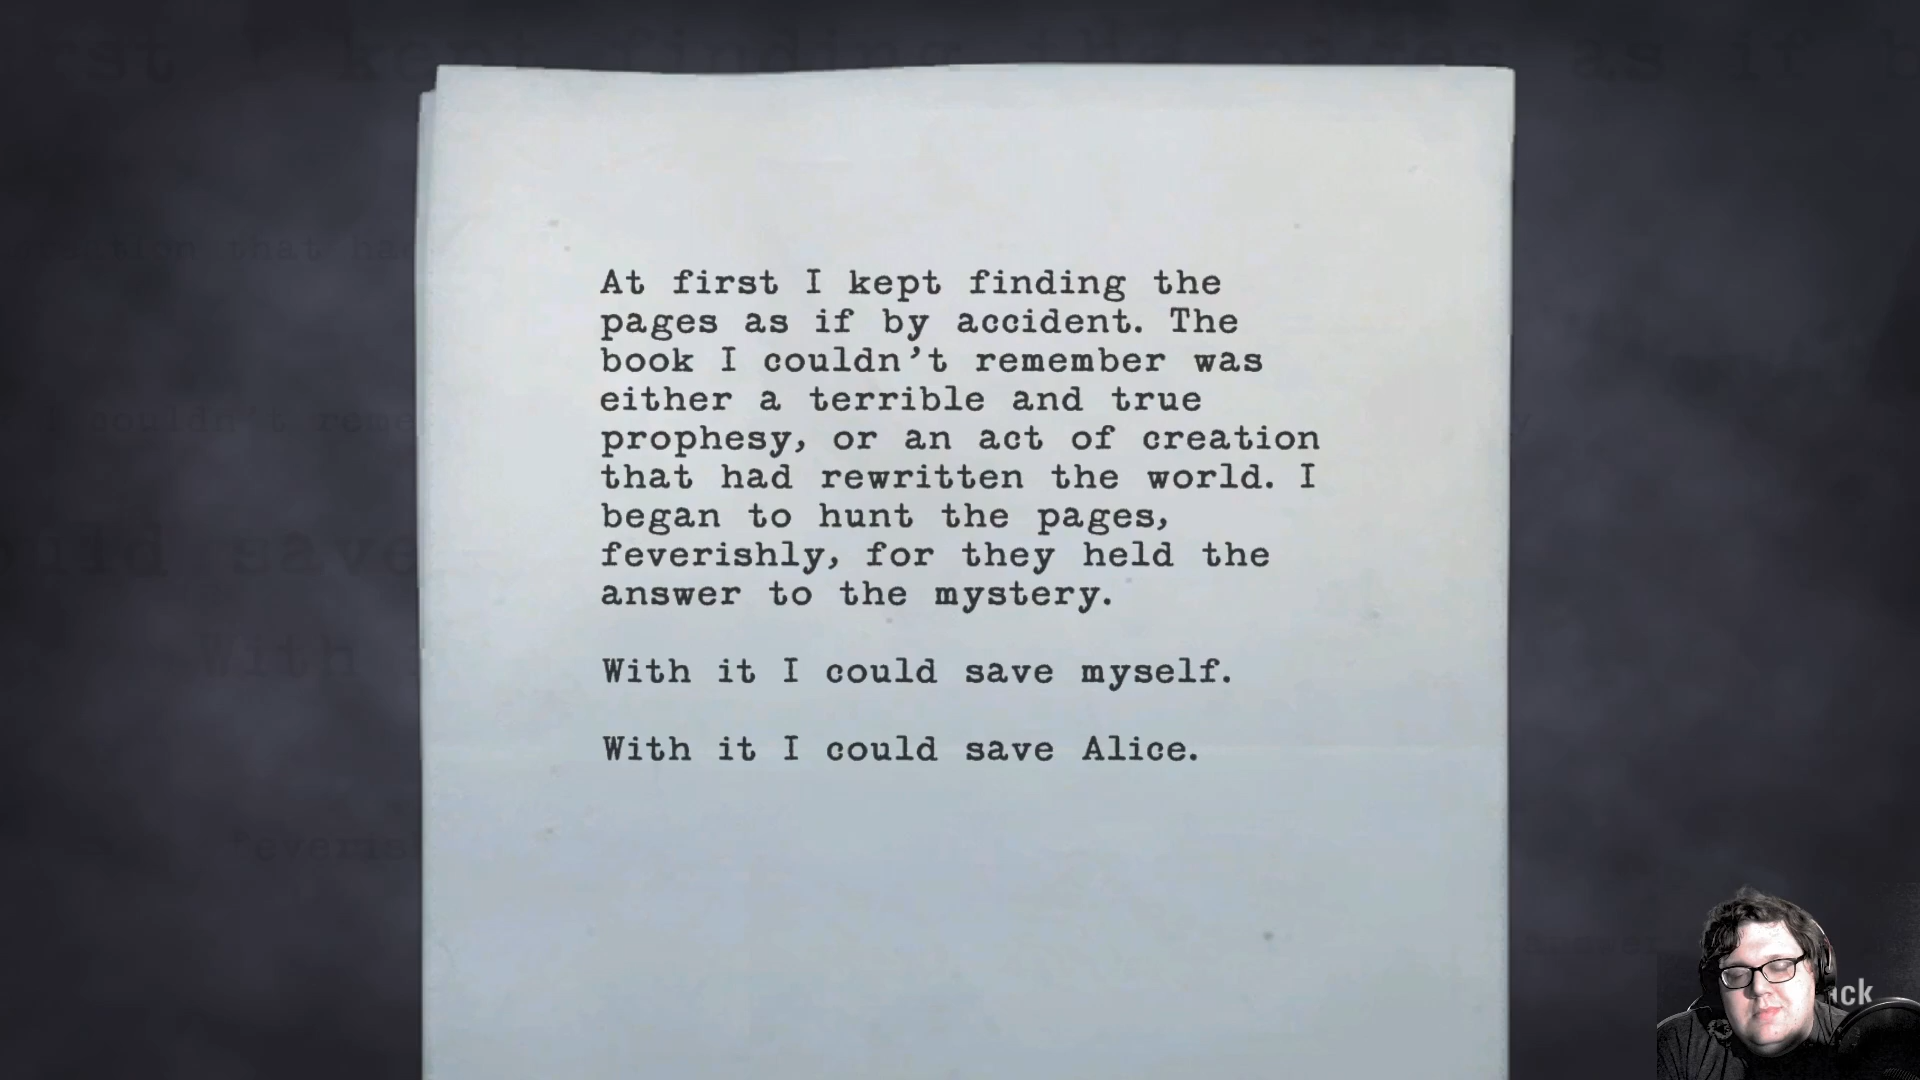 At first I kept finding the
pages as if by accident. The
book I couldn't remember was
either a terrible and true
prophesy, or an act of creation
that had rewritten the world. I
began to hunt the pages,
feverishly, for they held the
answer to the mystery.
With it I could save myself.
With it I could save Alice.